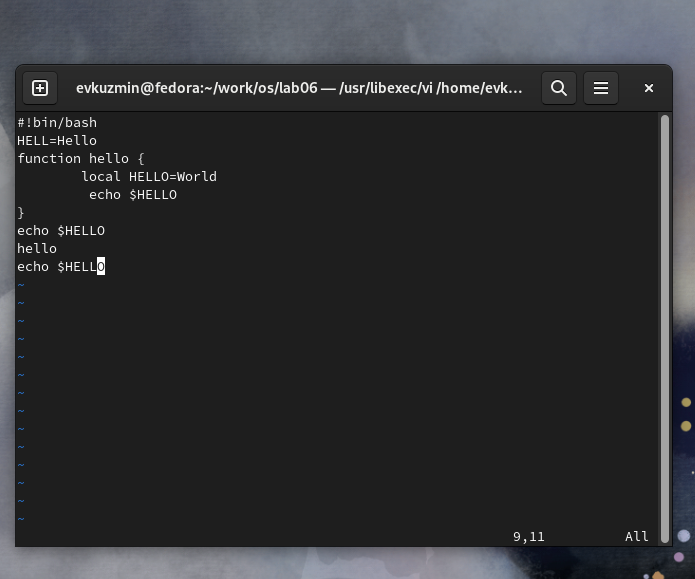 evkuzmin@fedora:~/work/os/lab06 — /usr/libexec/vi /home/evk…
#!bin/bash
HELL=Hello
function hello {
        local HELLO=World
         echo $HELLO
}
echo $HELLO
hello
echo $HELLO
~
~
~
~
~
~
~
~
~
~
~
~
~
~
9,11          All